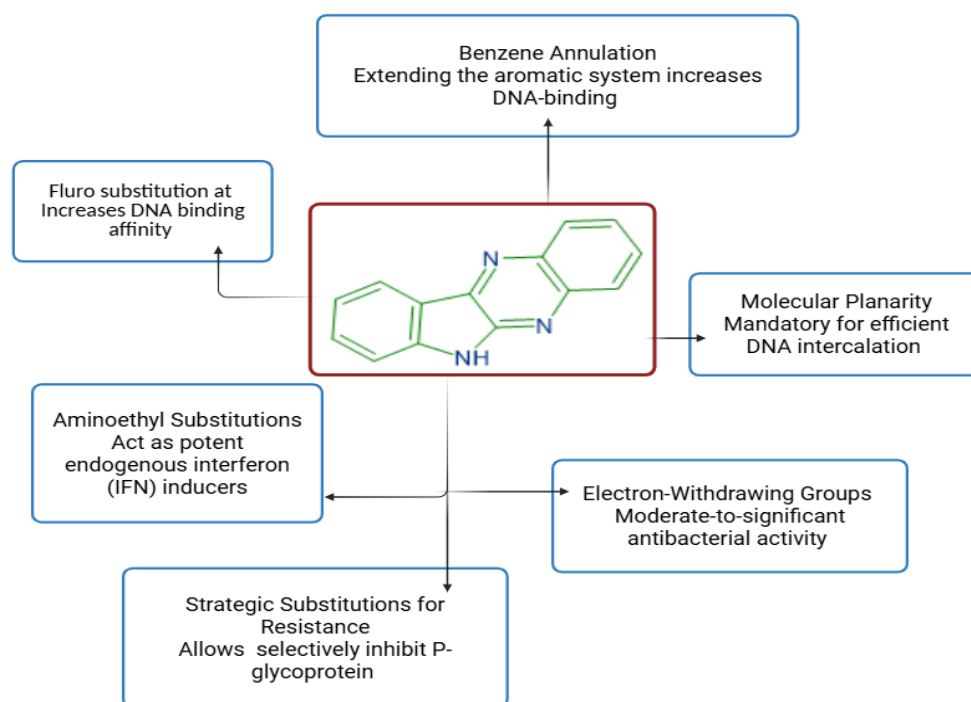 Benzene Annulation
Extending the aromatic system increases
DNA-binding
Fluro substitution at
Increases DNA binding
affinity
N
N
NH
Molecular Planarity
Mandatory for efficient
DNA intercalation
Aminoethyl Substitutions
Act as potent
endogenous interferon
(IFN) inducers
Electron-Withdrawing Groups
Moderate-to-significant
antibacterial activity
Strategic Substitutions for
Resistance
Allows selectively inhibit P-
glycoprotein